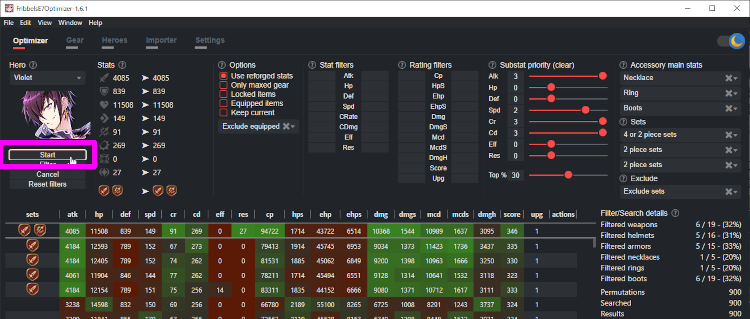 FribbelsE7Optimizer-1.6.1
File Edit View Window Help
Optimizer Gear Heroes Importer Settings
Hero
Violet
Start
Cancel
Reset filters
Stats
4085 4085
839 839
11508 11508
149 149
91 91
269 269
0 0
27 27
Options
Use reforged stats
Only maxed gear
Locked items
Equipped items
Keep current
Exclude equipped
Stat filters
Atk
Hp
Def
Spd
CRate
CDmg
Eff
Res
Rating filters
Cp
HpS
Ehp
EhpS
Dmg
DmgS
Mcd
McdS
DmgH
Score
Upg
Substat priority (clear)
Atk 3
Hp 0
Def 0
Spd 2
Cr 3
Cd 3
Eff 0
Res 0
Top % 30
Accessory main stats
Necklace
Ring
Boots
Sets
4 or 2 piece sets
2 piece sets
2 piece sets
Exclude
Exclude sets
sets atk hp def spd cr cd eff res cp hps ehp ehps dmg dmgs mcd mcds dmgh score upg actions
4085 11508 839 149 91 269 0 27 94722 1714 43722 6514 10368 1544 10989 1637 3095 346 1
4184 12593 789 152 67 273 0 0 79413 1914 45745 6953 9034 1373 11423 1736 3437 335 1
4184 12405 789 152 74 260 0 0 82041 1885 45062 6849 9200 1398 10963 1666 3250 330 1
4061 11904 846 144 77 268 0 0 78211 1714 44494 6551 9128 1314 10641 1532 3118 323 1
4184 12154 789 151 75 256 14 0 83311 1835 44152 6666 9080 1371 10712 1617 3111 333 1
3238 14598 832 150 69 256 0 0 66780 2189 55100 8265 6725 1008 8291 1243 3737 324 1
Filter/Search details
Filtered weapons 6 / 19 - (32%)
Filtered helmets 5 / 16 - (31%)
Filtered armors 5 / 15 - (33%)
Filtered necklaces 1 / 5 - (20%)
Filtered rings 1 / 5 - (20%)
Filtered boots 6 / 19 - (32%)
Permutations 900
Searched 900
Results 900